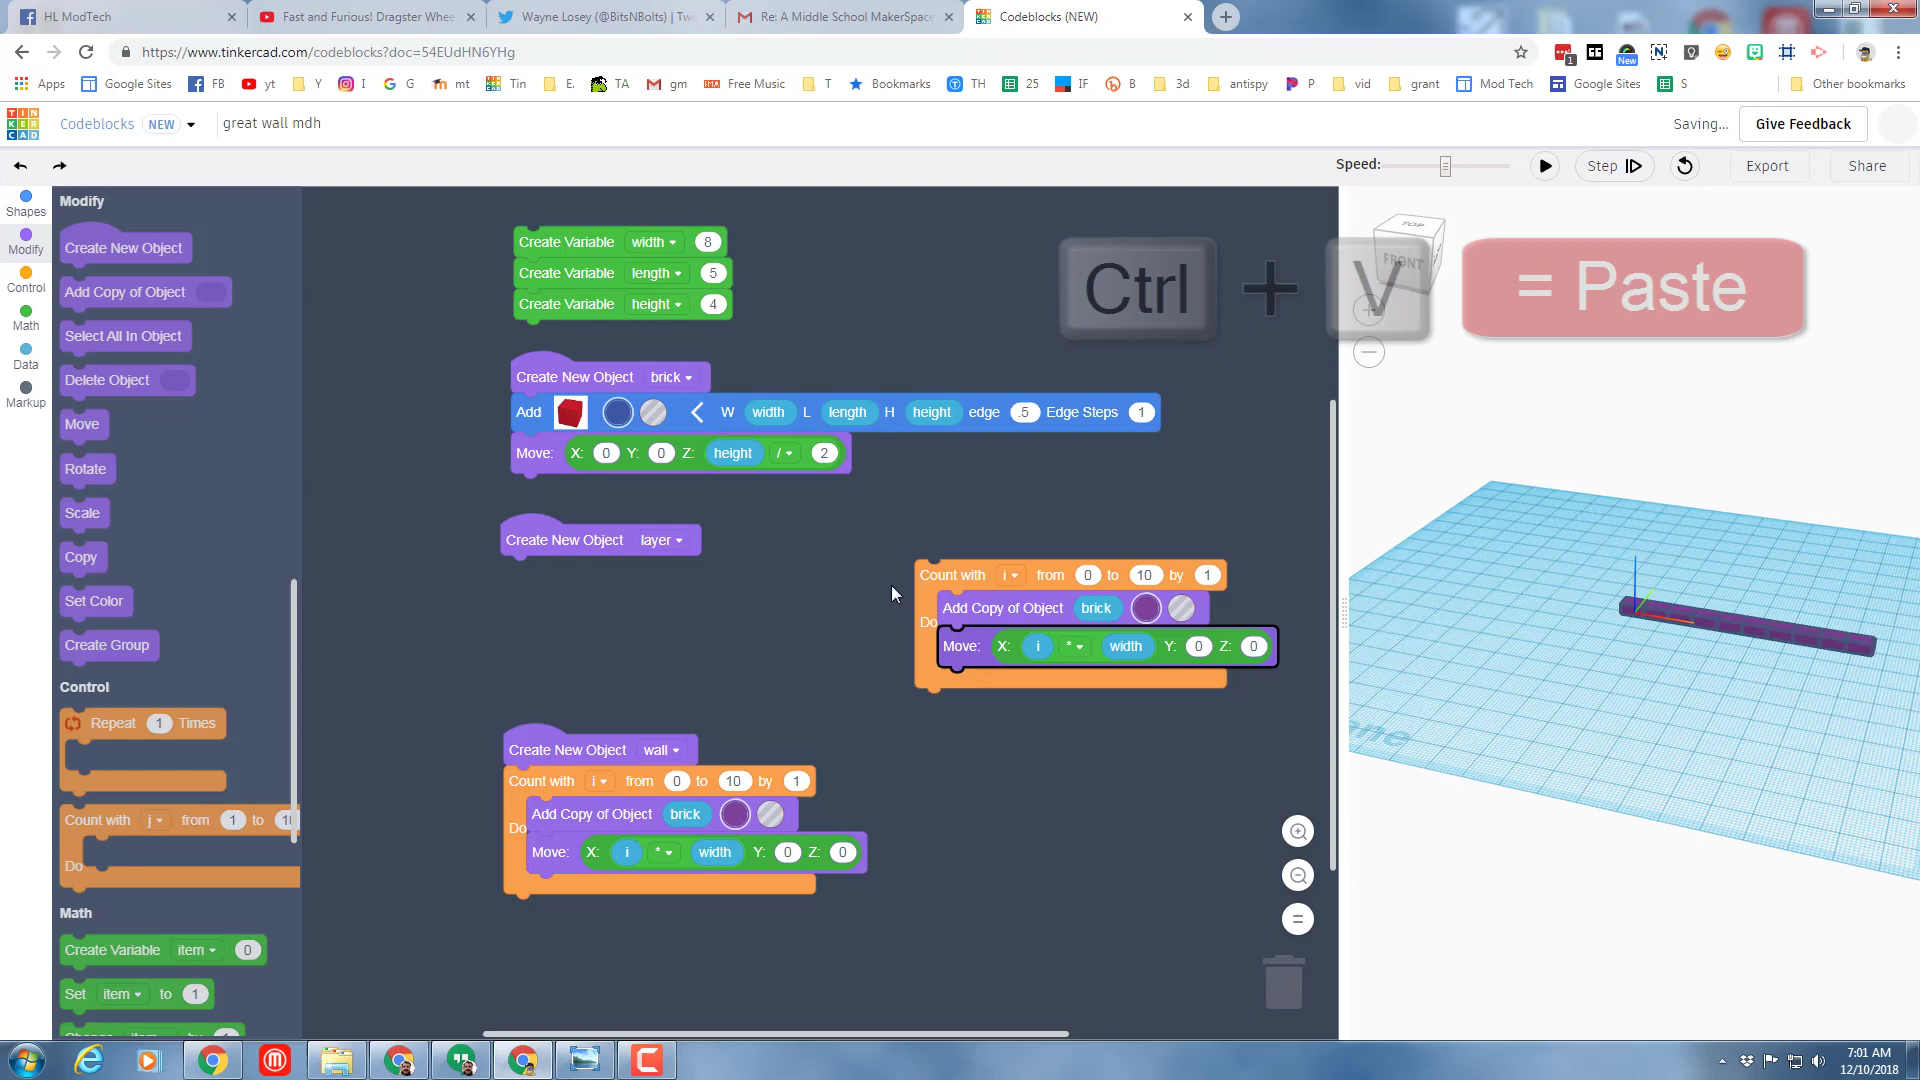 HL ModTech
Fast and Furious! Dragster Whee
Wayne Losey (@BitsNBolts) | Twi
Re: A Middle School MakerSpace
Codeblocks (NEW)
https://www.tinkercad.com/codeblocks?doc=54EUdHN6YHg
1
New
Apps
Google Sites
FB
yt
Y
I
G
mt
Tin
E.
TA
gm
Free Music
T
Bookmarks
TH
25
IF
B
3d
antispy
P
vid
grant
Mod Tech
Google Sites
S
Other bookmarks
TIN
KER
CAD
Codeblocks NEW
great wall mdh
Saving...
Give Feedback
Speed:
Step
Export
Share
Shapes
Modify
Control
Math
Data
Markup
Modify
Create New Object
Add Copy of Object
Select All In Object
Delete Object
Move
Rotate
Scale
Copy
Set Color
Create Group
Control
Repeat 1 Times
Count with j from 1 to 10
Do
Math
Create Variable item 0
Set item to 1
Create Variable width 8
Create Variable length 5
Create Variable height 4
Create New Object brick
Add W width L length H height edge .5 Edge Steps 1
Move: X: 0 Y: 0 Z: height / 2
Create New Object layer
Count with i from 0 to 10 by 1
Add Copy of Object brick
Do
Move: X: i * width Y: 0 Z: 0
Create New Object wall
Count with i from 0 to 10 by 1
Add Copy of Object brick
Do
Move: X: i * width Y: 0 Z: 0
Ctrl + V = Paste
TOP
FRONT
7:01 AM
12/10/2018